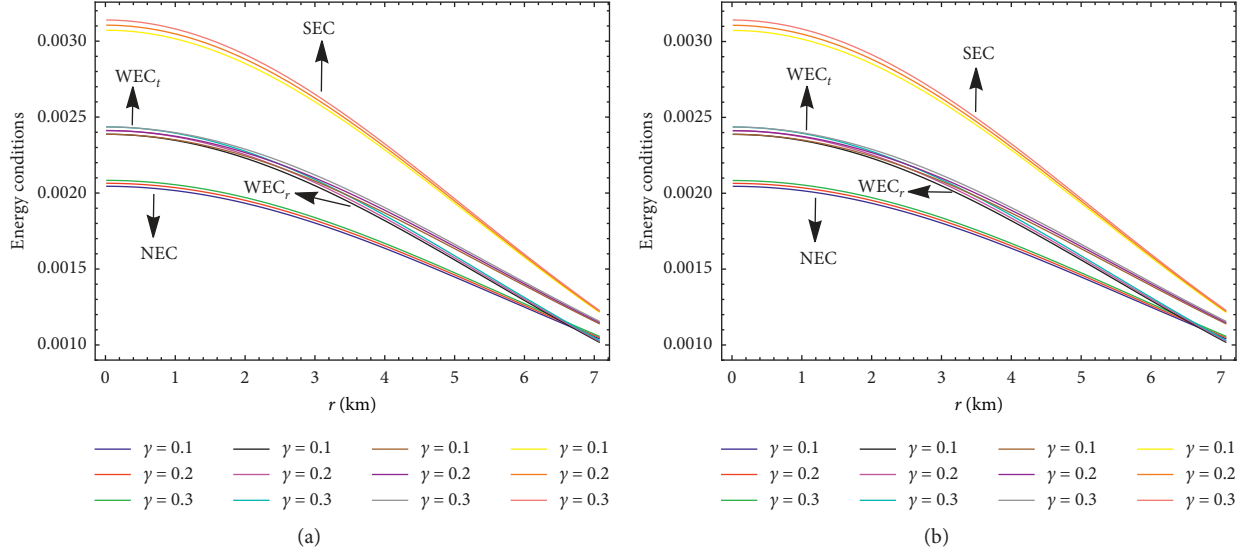 Energy conditions
0.0030
0.0025
0.0020
0.0015
0.0010
SEC
WEC_t
WEC_r
NEC
0 1 2 3 4 5 6 7
r (km)
γ = 0.1 γ = 0.1 γ = 0.1 γ = 0.1
γ = 0.2 γ = 0.2 γ = 0.2 γ = 0.2
γ = 0.3 γ = 0.3 γ = 0.3 γ = 0.3
(a)
Energy conditions
0.0030
0.0025
0.0020
0.0015
0.0010
SEC
WEC_t
WEC_r
NEC
0 1 2 3 4 5 6 7
r (km)
γ = 0.1 γ = 0.1 γ = 0.1 γ = 0.1
γ = 0.2 γ = 0.2 γ = 0.2 γ = 0.2
γ = 0.3 γ = 0.3 γ = 0.3 γ = 0.3
(b)